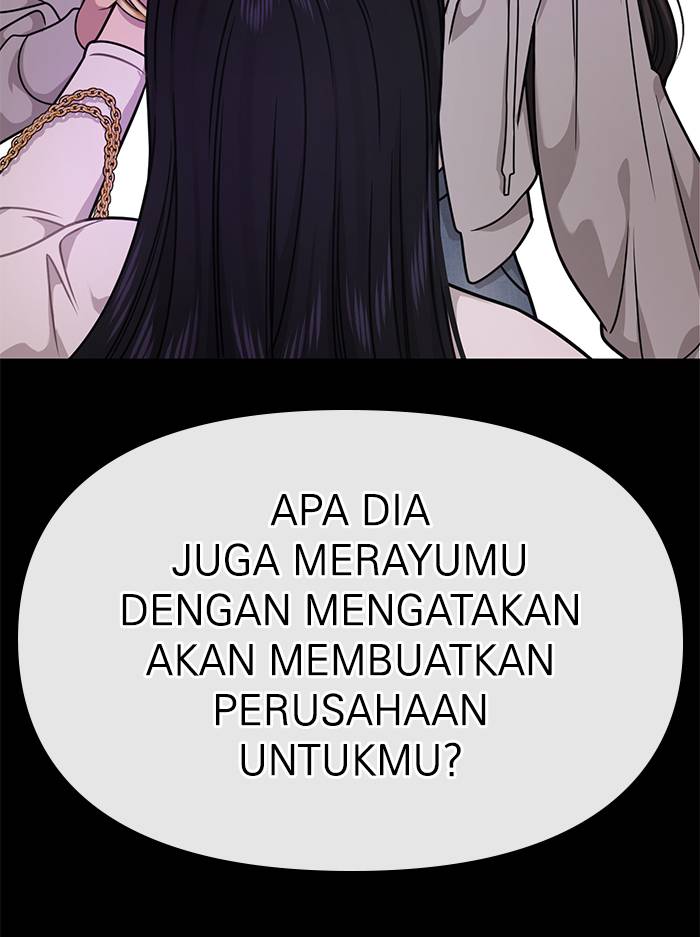 APA DIA
JUGA MERAYUMU
DENGAN MENGATAKAN
AKAN MEMBUATKAN
PERUSAHAAN
UNTUKMU?